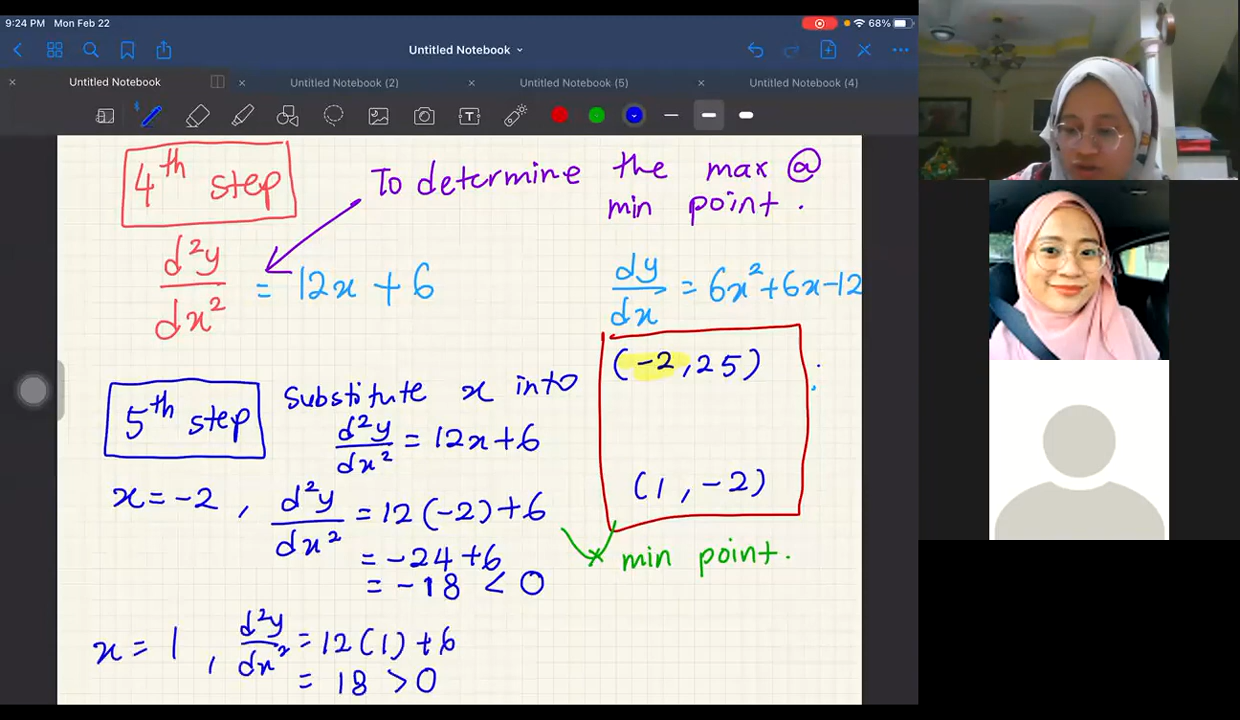 9:24 PM Mon Feb 22
68%
Untitled Notebook
Untitled Notebook
Untitled Notebook (2)
Untitled Notebook (5)
Untitled Notebook (4)
4th step
To determine the max @
min point.
d²y/dx² = 12x + 6
dy/dx = 6x²+6x-12
(-2, 25)
(1, -2)
5th step
Substitute x into
d²y/dx² = 12x+6
x = -2, d²y/dx² = 12(-2)+6
= -24 +6
= -18 < 0
min point.
x = 1, d²y/dx² = 12(1)+6
= 18 > 0